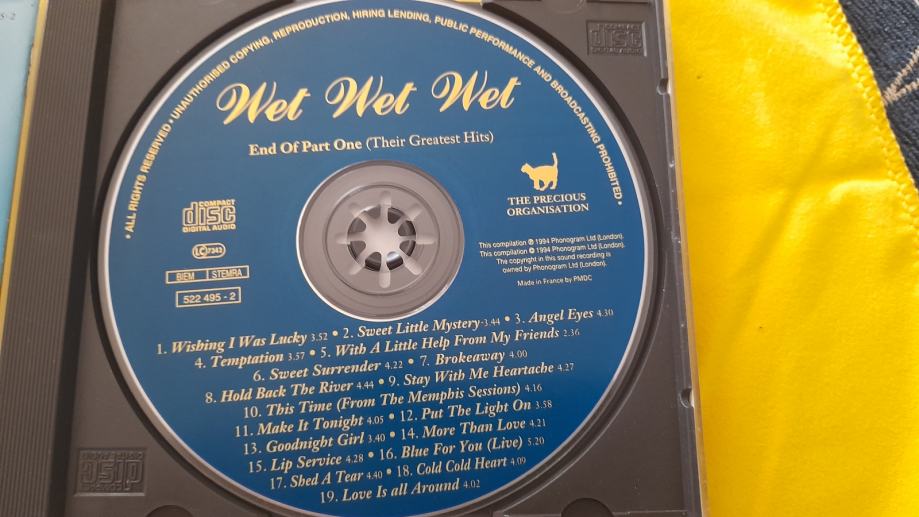 • ALL RIGHTS RESERVED • UNAUTHORISED COPYING, REPRODUCTION, HIRING LENDING, PUBLIC PERFORMANCE AND BROADCASTING PROHIBITED •
Wet Wet Wet
End Of Part One (Their Greatest Hits)
COMPACT
disc
DIGITAL AUDIO
LC 7343
BIEM STEMRA
522 495 - 2
THE PRECIOUS
ORGANISATION
This compilation ℗ 1994 Phonogram Ltd (London).
This compilation © 1994 Phonogram Ltd (London).
The copyright in this sound recording is
owned by Phonogram Ltd (London).
Made in France by PMDC
1. Wishing I Was Lucky 3.52 • 2. Sweet Little Mystery 3.44 • 3. Angel Eyes 4.30
4. Temptation 3.57 • 5. With A Little Help From My Friends 2.36
6. Sweet Surrender 4.22 • 7. Brokeaway 4.00
8. Hold Back The River 4.44 • 9. Stay With Me Heartache 4.27
10. This Time (From The Memphis Sessions) 4.16
11. Make It Tonight 4.05 • 12. Put The Light On 3.58
13. Goodnight Girl 3.40 • 14. More Than Love 4.21
15. Lip Service 4.28 • 16. Blue For You (Live) 5.20
17. Shed A Tear 4.40 • 18. Cold Cold Heart 4.09
19. Love Is all Around 4.02
disc
disc